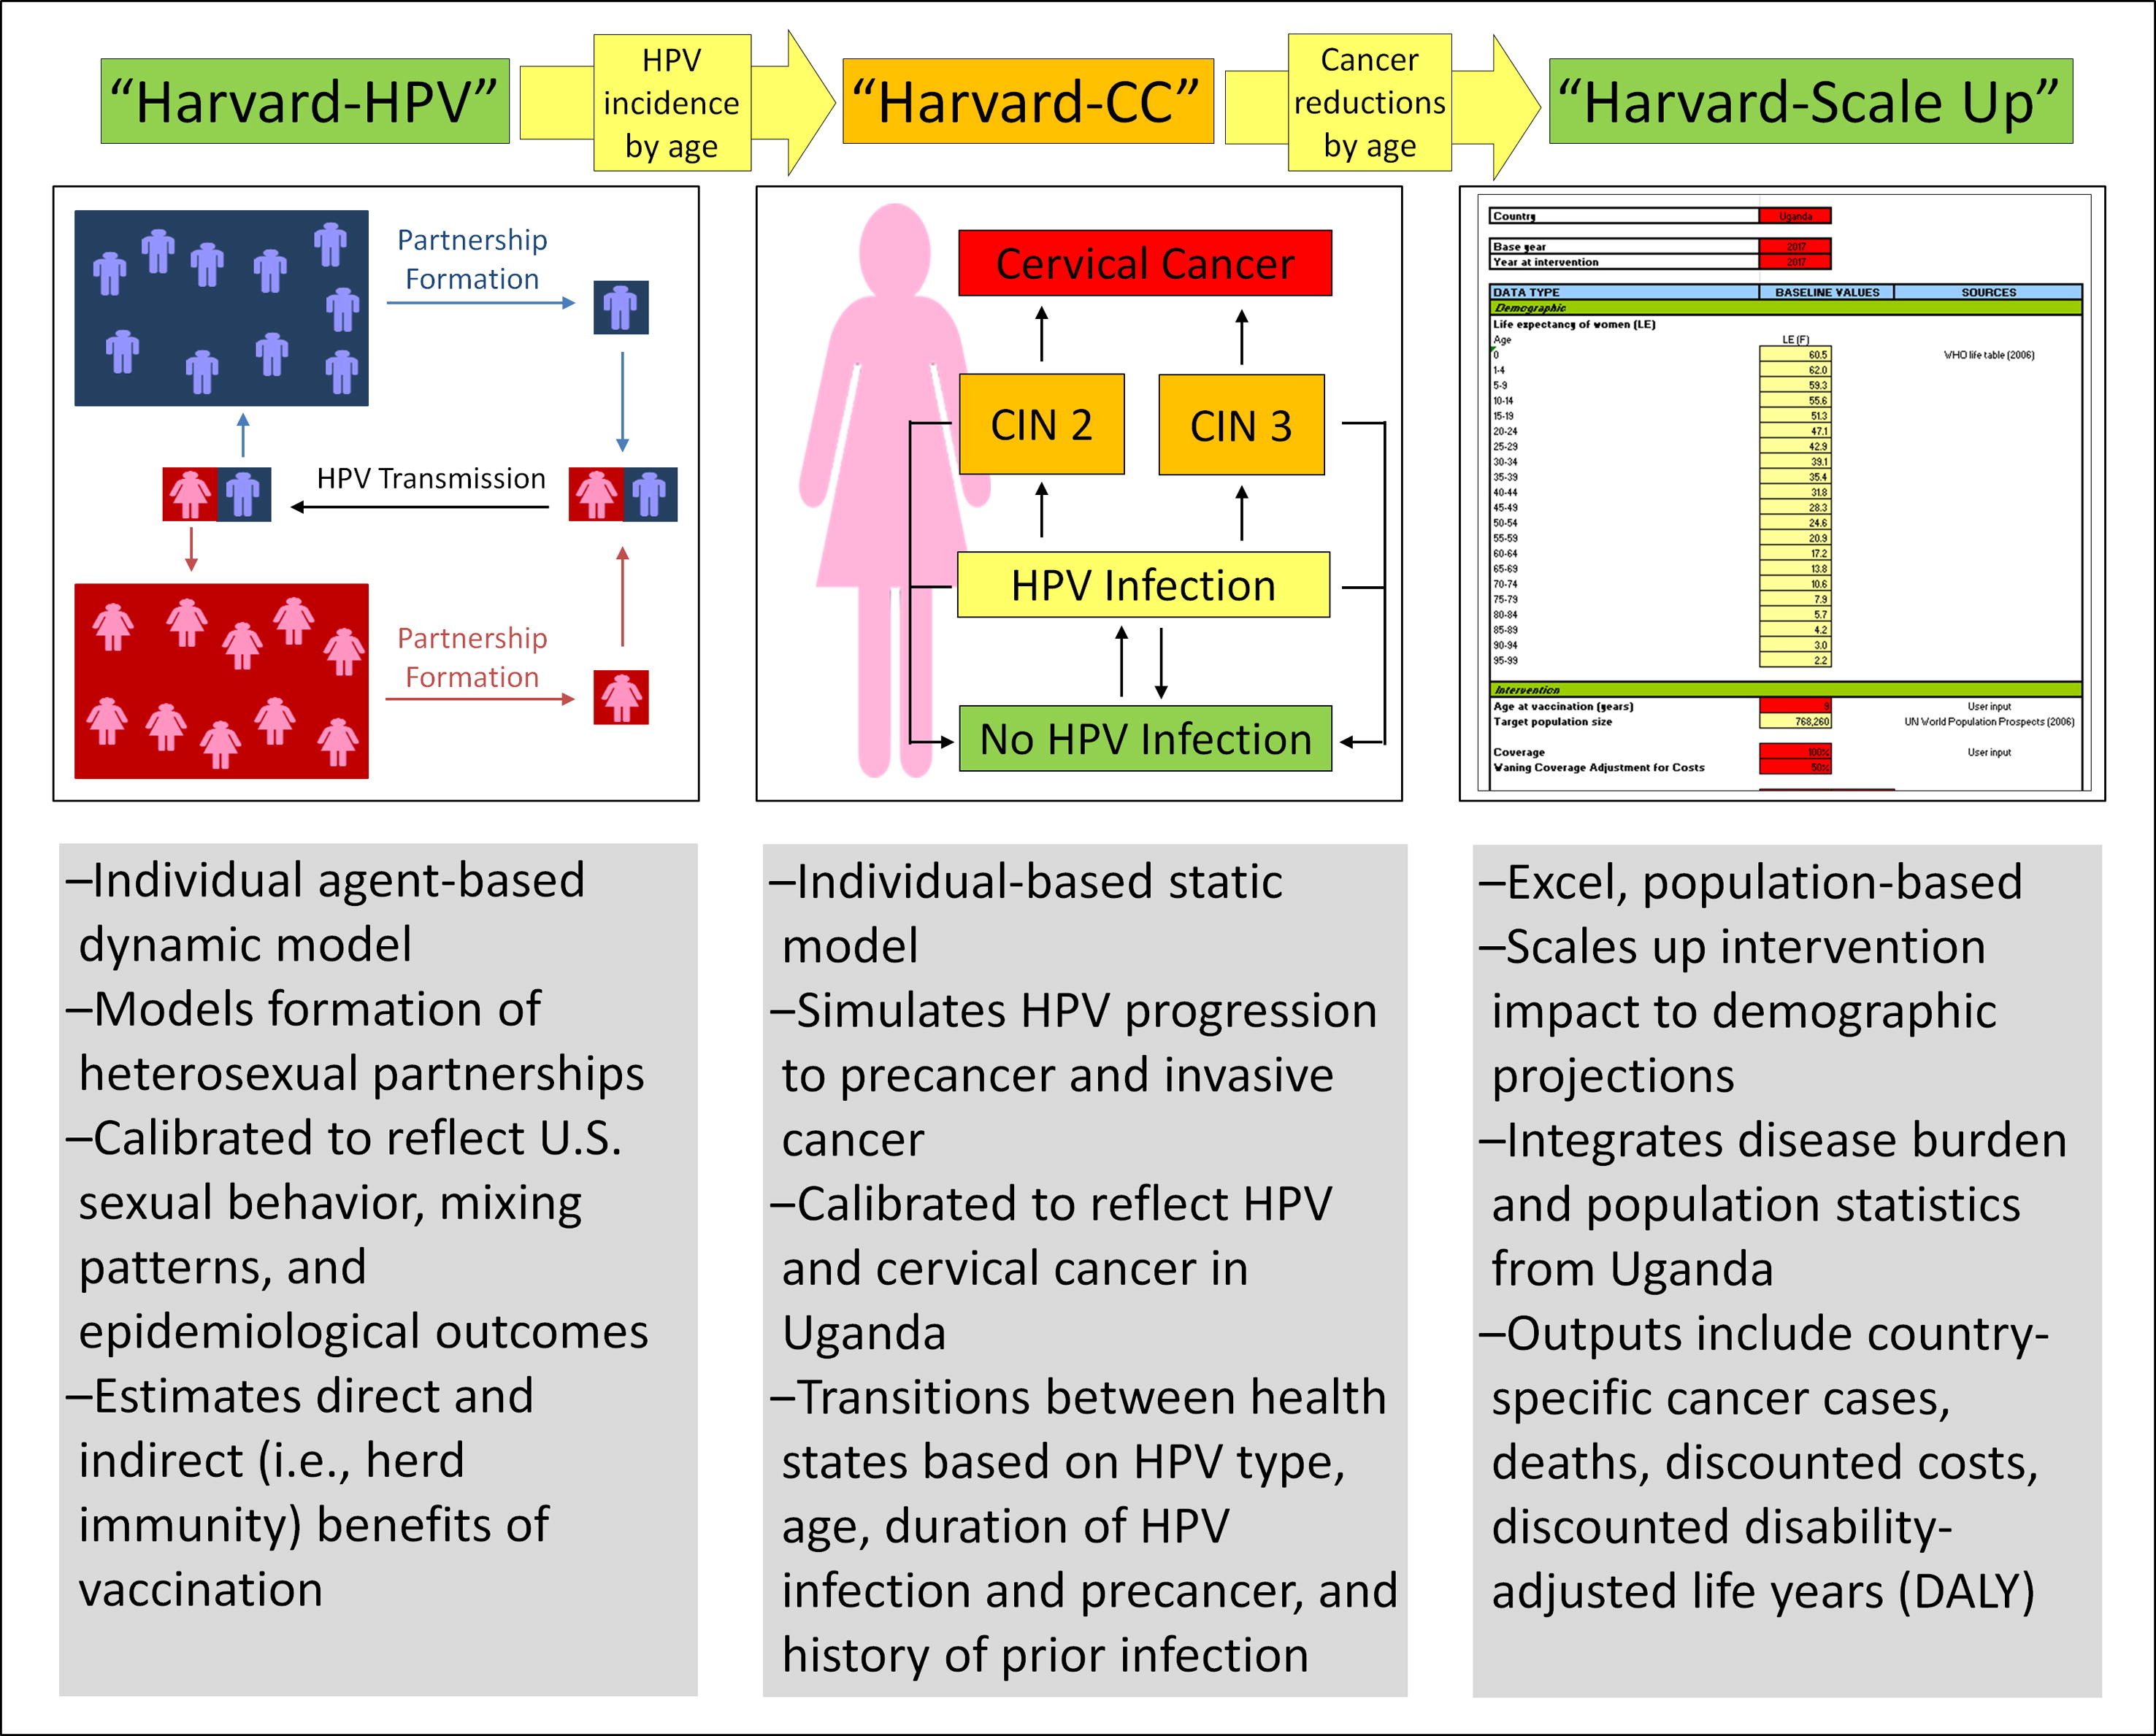 “Harvard-HPV”
HPV
incidence
by age
“Harvard-CC”
Cancer
reductions
by age
“Harvard-Scale Up”
Partnership
Formation
HPV Transmission
Partnership
Formation
Cervical Cancer
CIN 2
CIN 3
HPV Infection
No HPV Infection
Country Uganda
Base year 2017
Year at intervention 2017
DATA TYPE BASELINE VALUES SOURCES
Demographic
Life expectancy of women (LE)
Age LE (F)
0 60.5 WHO life table (2006)
1-4 62.0
5-9 59.3
10-14 55.6
15-19 51.3
20-24 47.1
25-29 42.9
30-34 39.1
35-39 35.4
40-44 31.8
45-49 28.3
50-54 24.6
55-59 20.9
60-64 17.2
65-69 13.8
70-74 10.6
75-79 7.9
80-84 5.7
85-89 4.2
90-94 3.0
95-99 2.2
Intervention
Age at vaccination (years) 9 User input
Target population size 768,260 UN World Population Prospects (2006)
Coverage 100% User input
Waning Coverage Adjustment for Costs 50%
–Individual agent-based
dynamic model
–Models formation of
heterosexual partnerships
–Calibrated to reflect U.S.
sexual behavior, mixing
patterns, and
epidemiological outcomes
–Estimates direct and
indirect (i.e., herd
immunity) benefits of
vaccination
–Individual-based static
model
–Simulates HPV progression
to precancer and invasive
cancer
–Calibrated to reflect HPV
and cervical cancer in
Uganda
–Transitions between health
states based on HPV type,
age, duration of HPV
infection and precancer, and
history of prior infection
–Excel, population-based
–Scales up intervention
impact to demographic
projections
–Integrates disease burden
and population statistics
from Uganda
–Outputs include country-
specific cancer cases,
deaths, discounted costs,
discounted disability-
adjusted life years (DALY)